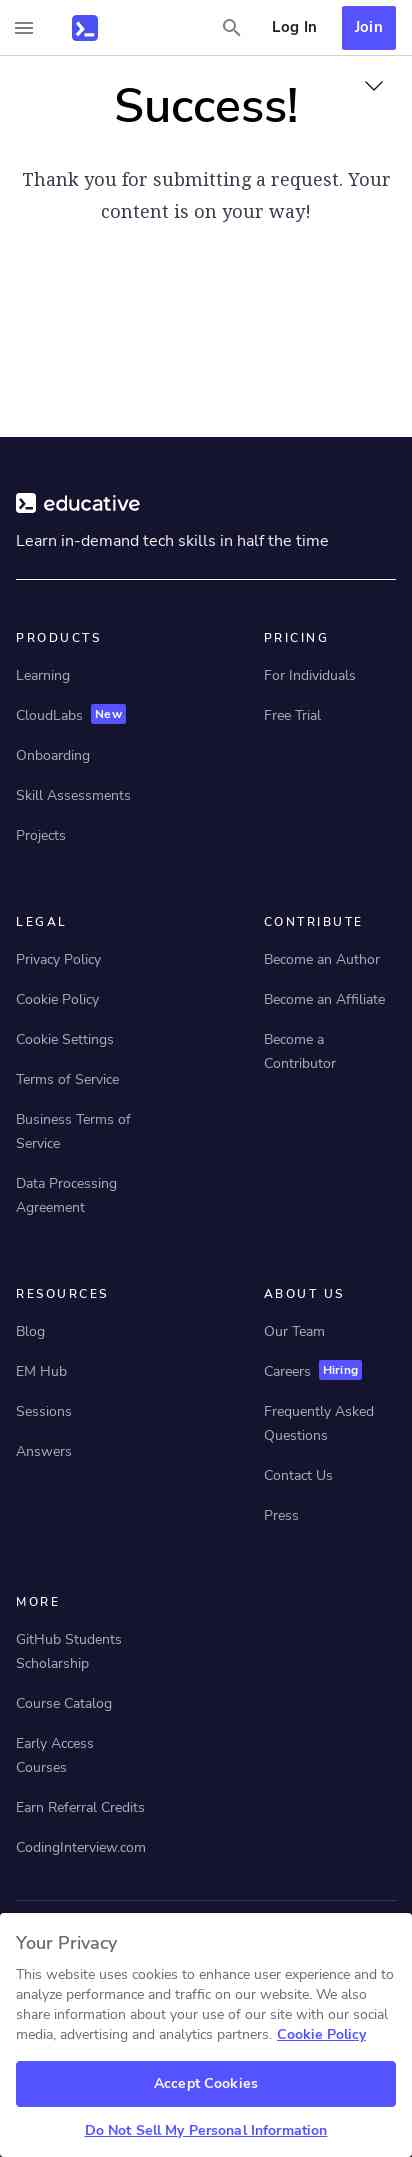 Log In
Join
Success!
Thank you for submitting a request. Your
content is on your way!
educative
Learn in-demand tech skills in half the time
PRODUCTS
Learning
CloudLabs New
Onboarding
Skill Assessments
Projects
PRICING
For Individuals
Free Trial
LEGAL
Privacy Policy
Cookie Policy
Cookie Settings
Terms of Service
Business Terms of
Service
Data Processing
Agreement
CONTRIBUTE
Become an Author
Become an Affiliate
Become a
Contributor
RESOURCES
Blog
EM Hub
Sessions
Answers
ABOUT US
Our Team
Careers Hiring
Frequently Asked
Questions
Contact Us
Press
MORE
GitHub Students
Scholarship
Course Catalog
Early Access
Courses
Earn Referral Credits
CodingInterview.com
Your Privacy
This website uses cookies to enhance user experience and to
analyze performance and traffic on our website. We also
share information about your use of our site with our social
media, advertising and analytics partners. Cookie Policy
Accept Cookies
Do Not Sell My Personal Information